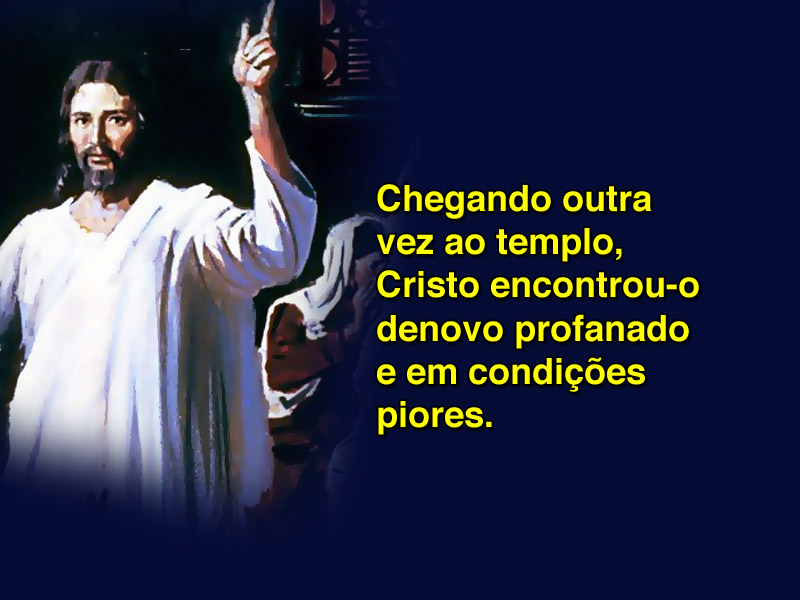 Chegando outra
vez ao templo,
Cristo encontrou-o
denovo profanado
e em condições
piores.